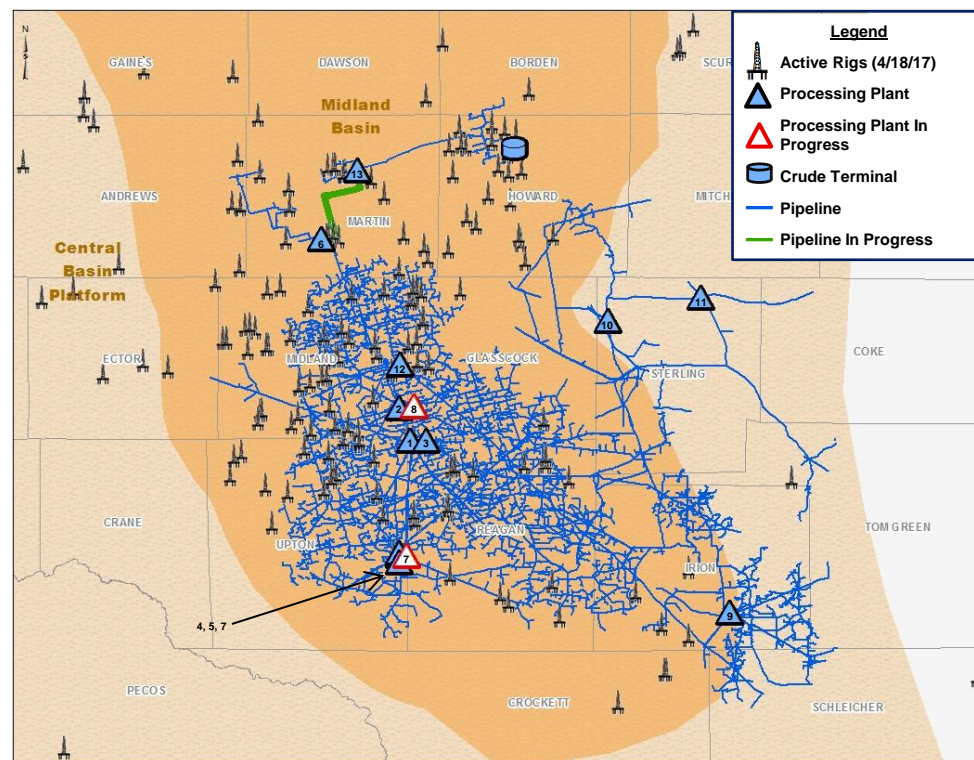 N
GAINES
DAWSON
BORDEN
SCUR
Legend
Active Rigs (4/18/17)
Processing Plant
Processing Plant In
Progress
Crude Terminal
Pipeline
Pipeline In Progress
Midland
Basin
13
ANDREWS
MARTIN
HOWARD
MITCH
6
Central
Basin
Platform
11
10
ECTOR
MIDLAND
GLASSCOCK
STERLING
COKE
12
2
8
1
3
CRANE
UPTON
REAGAN
TOM GREEN
7
IRION
4, 5, 7
9
PECOS
CROCKETT
SCHLEICHER